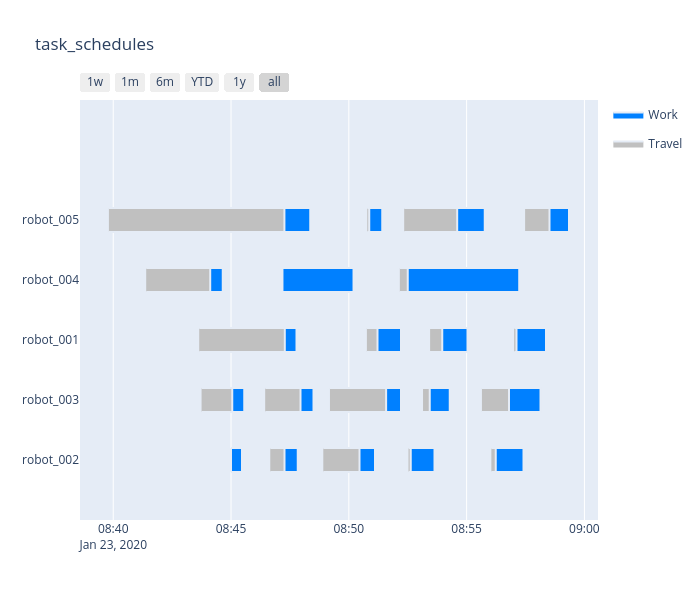 task_schedules
1w 1m 6m YTD 1y all
Work
Travel
robot_005
robot_004
robot_001
robot_003
robot_002
08:40 08:45 08:50 08:55 09:00
Jan 23, 2020